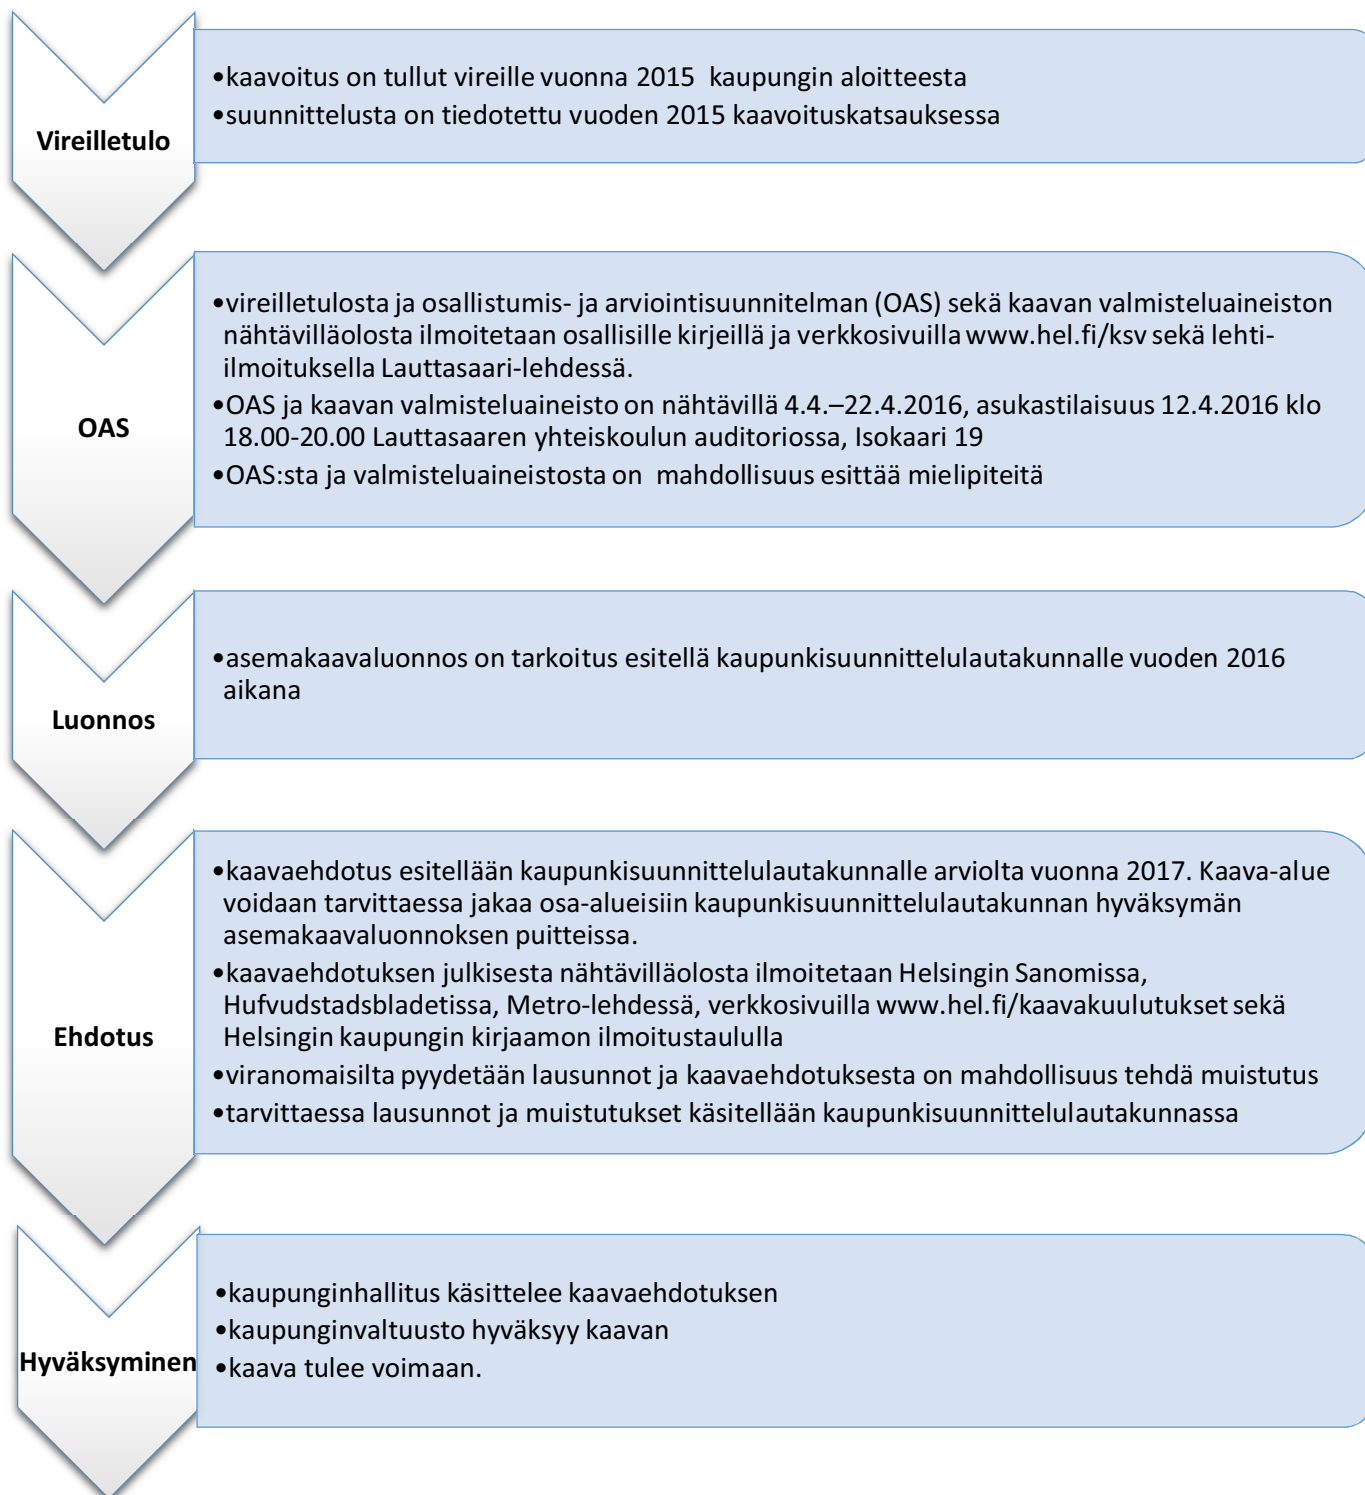 Vireilletulo
•kaavoitus on tullut vireille vuonna 2015 kaupungin aloitteesta
•suunnittelusta on tiedotettu vuoden 2015 kaavoituskatsauksessa
OAS
•vireilletulosta ja osallistumis- ja arviointisuunnitelman (OAS) sekä kaavan valmisteluaineiston
nähtävilläolosta ilmoitetaan osallisille kirjeillä ja verkkosivuilla www.hel.fi/ksv sekä lehti-
ilmoituksella Lauttasaari-lehdessä.
•OAS ja kaavan valmisteluaineisto on nähtävillä 4.4.–22.4.2016, asukastilaisuus 12.4.2016 klo
18.00-20.00 Lauttasaaren yhteiskoulun auditoriossa, Isokaari 19
•OAS:sta ja valmisteluaineistosta on mahdollisuus esittää mielipiteitä
Luonnos
•asemakaavaluonnos on tarkoitus esitellä kaupunkisuunnittelulautakunnalle vuoden 2016
aikana
Ehdotus
•kaavaehdotus esitellään kaupunkisuunnittelulautakunnalle arviolta vuonna 2017. Kaava-alue
voidaan tarvittaessa jakaa osa-alueisiin kaupunkisuunnittelulautakunnan hyväksymän
asemakaavaluonnoksen puitteissa.
•kaavaehdotuksen julkisesta nähtävilläolosta ilmoitetaan Helsingin Sanomissa,
Hufvudstadsbladetissa, Metro-lehdessä, verkkosivuilla www.hel.fi/kaavakuulutukset sekä
Helsingin kaupungin kirjaamon ilmoitustaululla
•viranomaisilta pyydetään lausunnot ja kaavaehdotuksesta on mahdollisuus tehdä muistutus
•tarvittaessa lausunnot ja muistutukset käsitellään kaupunkisuunnittelulautakunnassa
Hyväksyminen
•kaupunginhallitus käsittelee kaavaehdotuksen
•kaupunginvaltuusto hyväksyy kaavan
•kaava tulee voimaan.